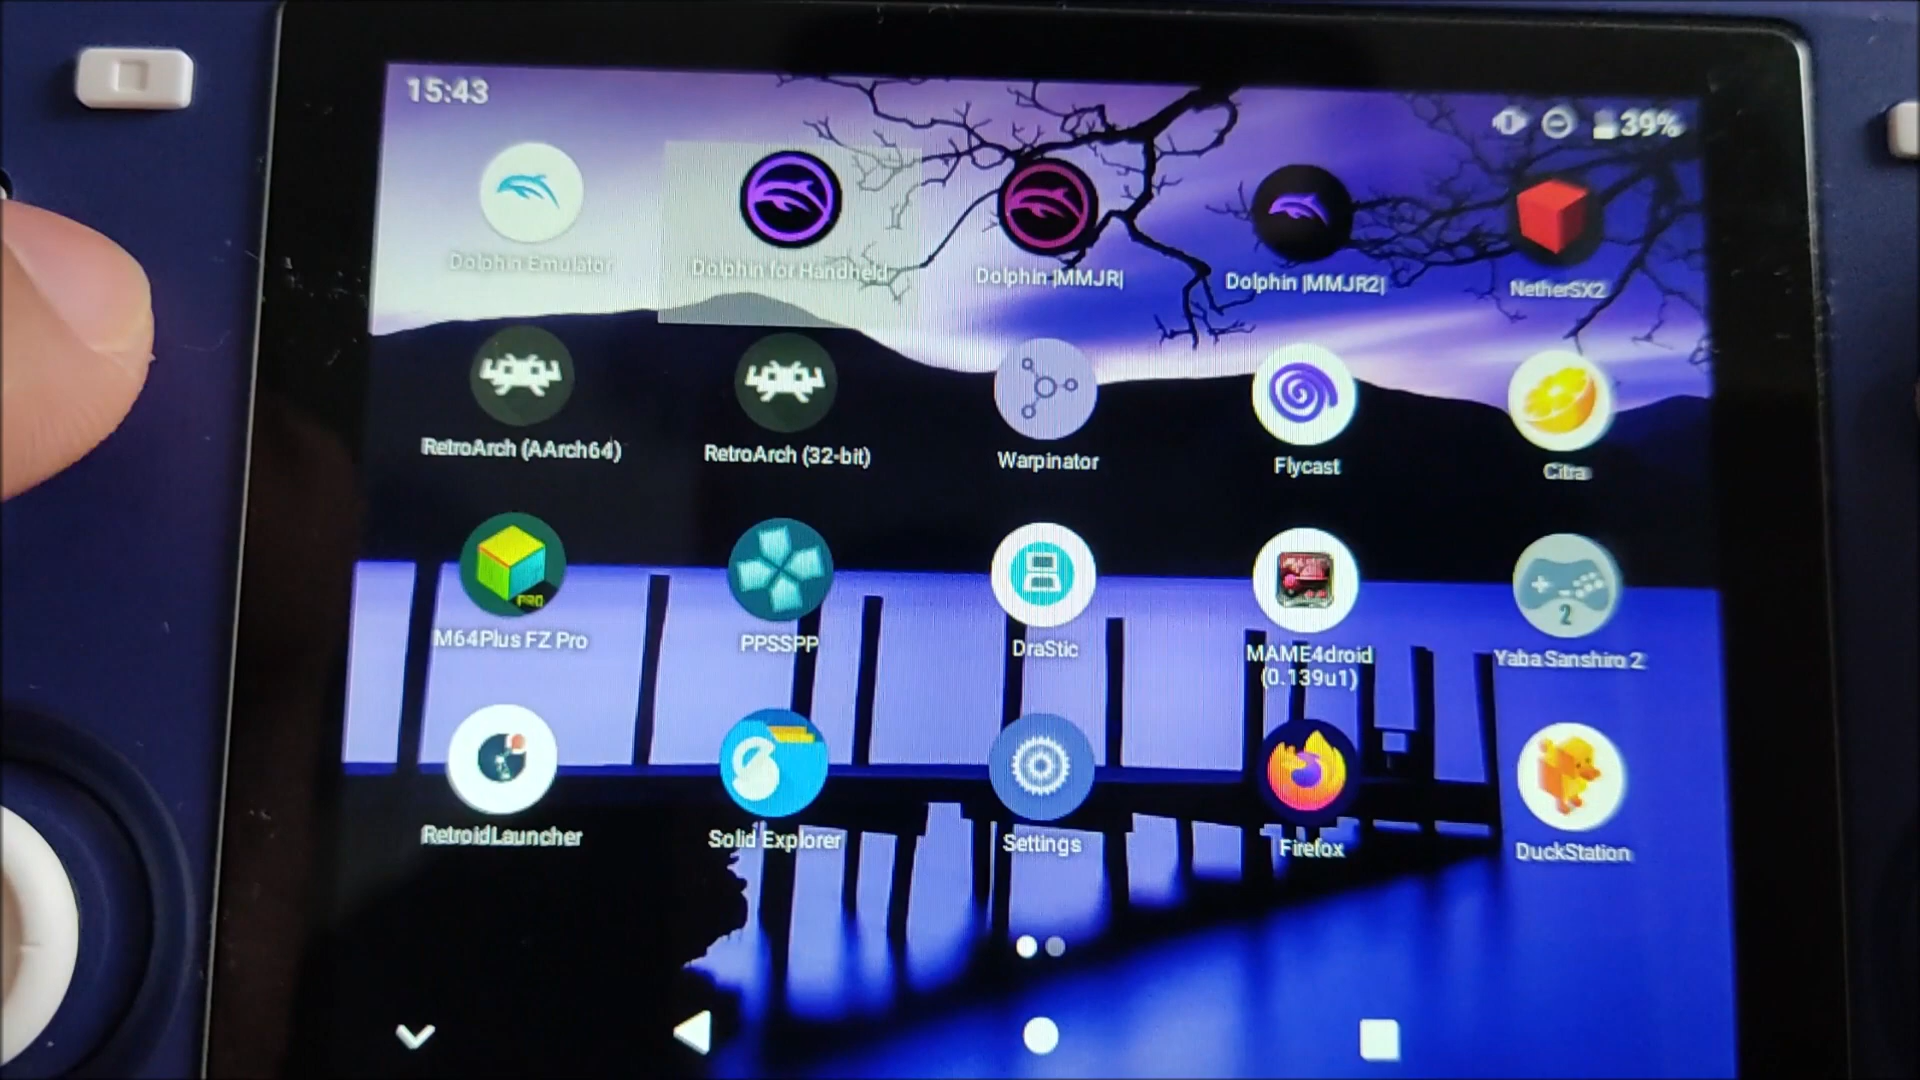 15:43
39%
Dolphin Emulator
Dolphin for Handheld
Dolphin |MMJR|
Dolphin |MMJR2|
NetherSX2
RetroArch (AArch64)
RetroArch (32-bit)
Warpinator
Flycast
Citra
PRO
M64Plus FZ Pro
PPSSPP
DraStic
MAME4droid
(0.139u1)
2
Yaba Sanshiro 2
RetroidLauncher
Solid Explorer
Settings
Firefox
DuckStation